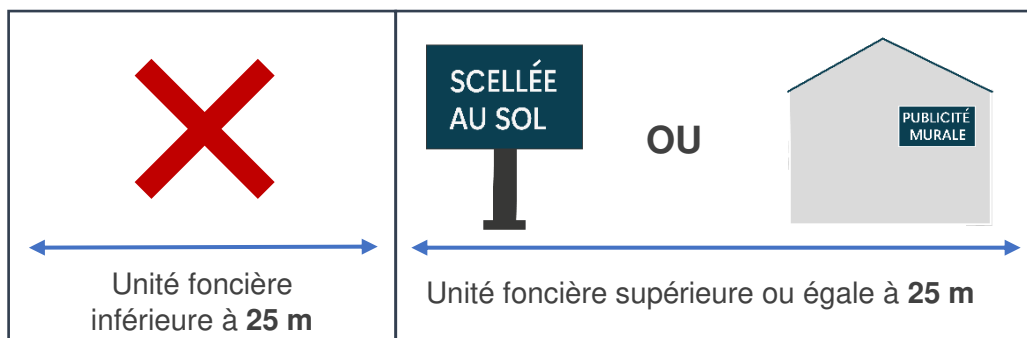 SCELLÉE
AU SOL
OU
PUBLICITÉ
MURALE
Unité foncière
inférieure à 25 m
Unité foncière supérieure ou égale à 25 m